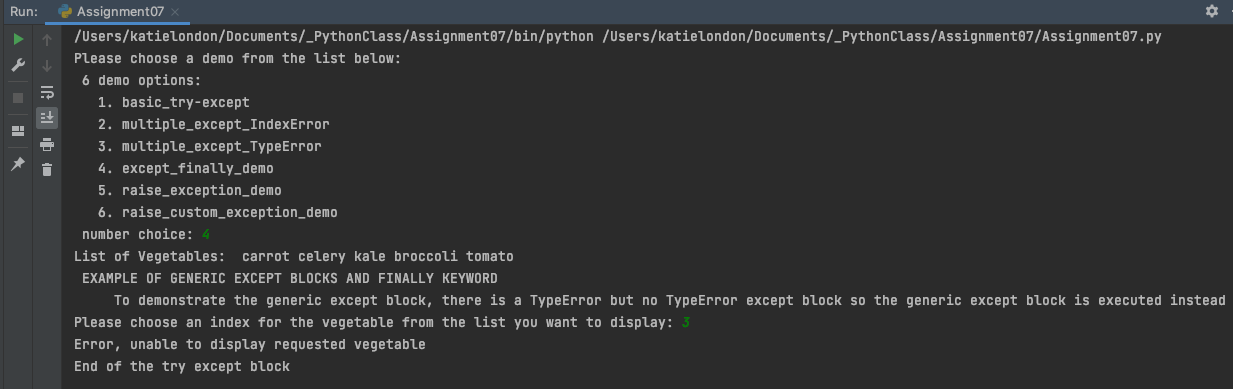 Run: Assignment07
/Users/katielondon/Documents/_PythonClass/Assignment07/bin/python /Users/katielondon/Documents/_PythonClass/Assignment07/Assignment07.py
Please choose a demo from the list below:
6 demo options:
1. basic_try-except
2. multiple_except_IndexError
3. multiple_except_TypeError
4. except_finally_demo
5. raise_exception_demo
6. raise_custom_exception_demo
number choice: 4
List of Vegetables:  carrot celery kale broccoli tomato
EXAMPLE OF GENERIC EXCEPT BLOCKS AND FINALLY KEYWORD
To demonstrate the generic except block, there is a TypeError but no TypeError except block so the generic except block is executed instead
Please choose an index for the vegetable from the list you want to display: 3
Error, unable to display requested vegetable
End of the try except block